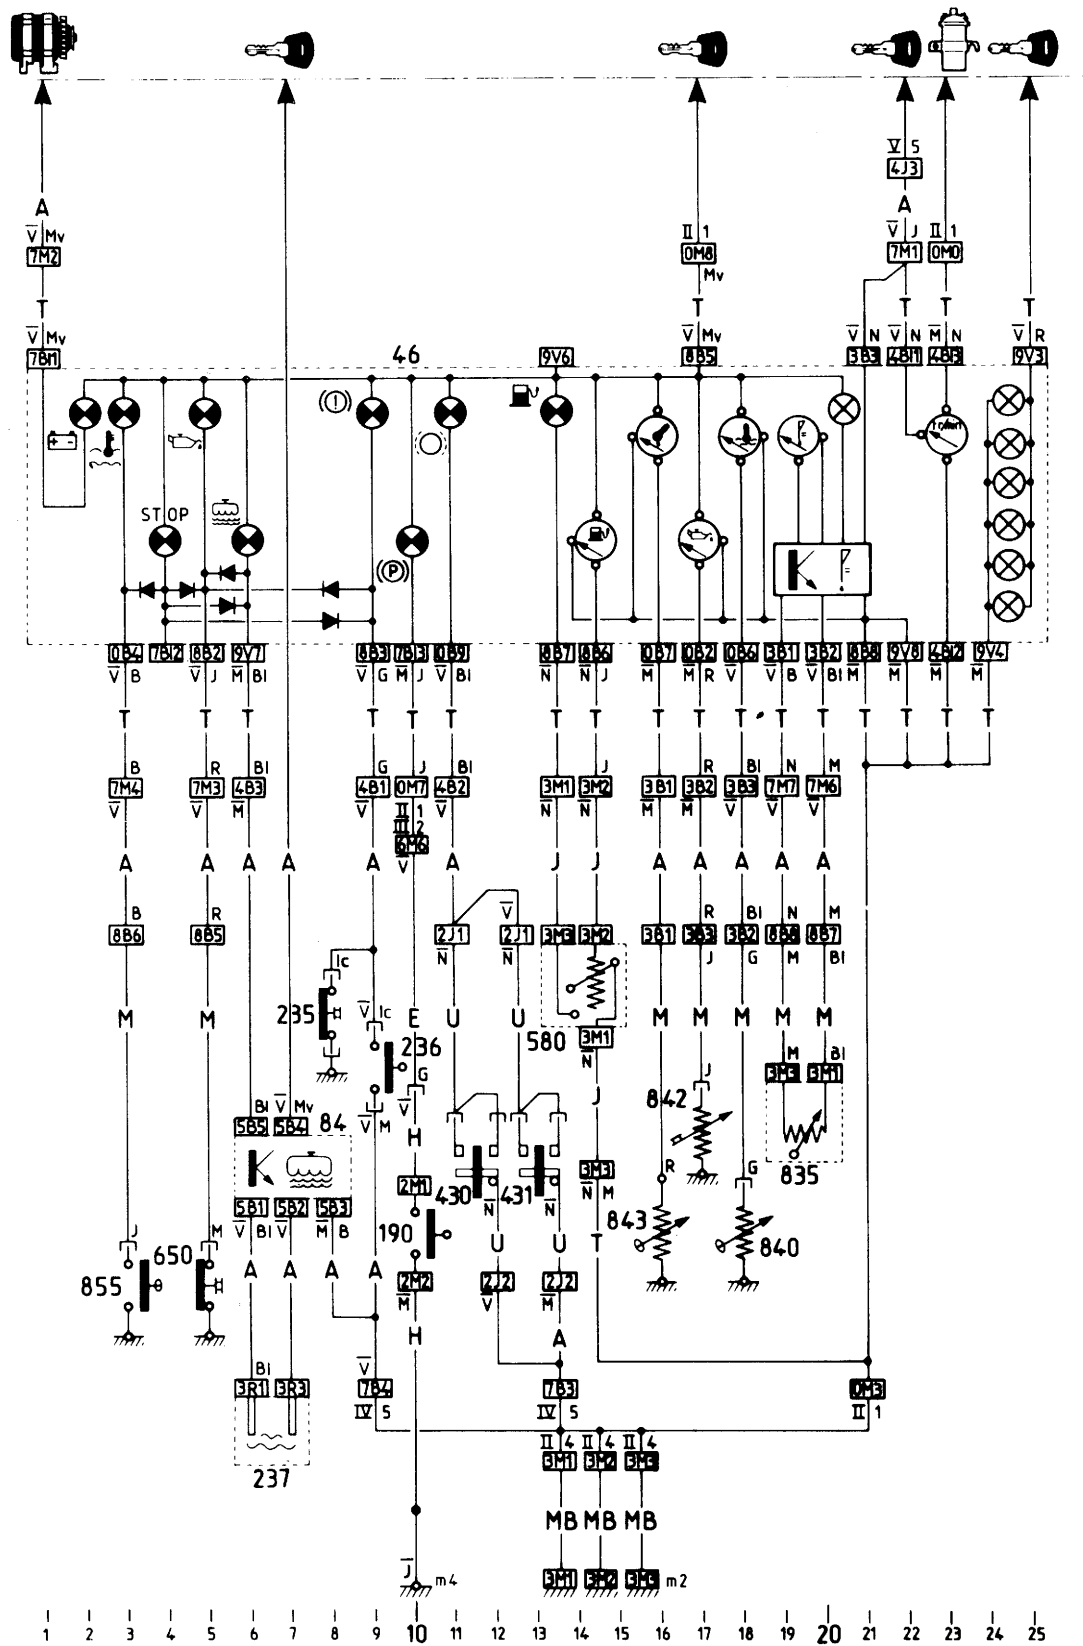 V 5
4J3
A
A
V Mv
7M2
II 1
0M8
Mv
V J
7M1
II 1
0M0
T
T
T
T
T
V Mv
7BM1
46
9V6
V Mv
8B5
V N
3B3
V N
4BM1
M N
4BM3
V R
9V3
STOP
P
0B4
7BM2
8B2
9V7
8B3
7BM3
0B9
8B7
8B6
0B7
0B2
0B6
3B1
3B2
8B8
9V8
4BM2
9V4
V B
V J
M Bl
V G
M J
V Bl
N
N J
M
M R
V
V B
V Bl
M
M
M
M
T T T T T T T T T T T T T T T T T
B
R
Bl
G
J
Bl
J
R
Bl
N
M
7M4
7M3
4B3
4B1
0M7
4B2
3M1
3M2
3B1
3B2
3B3
7M7
7M6
V
V
M
V
II 1
V
N
N
M
M
V
V
V
III 2
6M6
V
A A A A A A J J A A A A A
B
R
V
R
Bl
N
M
8B6
8B5
2J1
2J1
3M3
3M2
3B1
3B3
3B2
8B8
8B7
N
N
J
G
M
Bl
Ic
V Ic
235
M M E U U 580 M M M M M
236
3M1
N
G
V
V M
J
842
M
3M3
Bl
3M1
J
Bl
5B5
V Mv
5B4
84
H
2M1
430
431
N
N
3M3
N M
R
G
835
5B1
5B2
5B3
V Bl
V
M B
190
843
840
J
M
650
855
A A A A
U U T
2M2
M
2J2
V
2J2
M
H
A
Bl
3R1
3R3
V
7B4
IV 5
7B3
IV 5
0M3
II 1
237
II 4
3M1
II 4
3M2
II 4
3M3
MB MB MB
J
m4
3M1
3M2
3M3
m2
1 2 3 4 5 6 7 8 9 10 11 12 13 14 15 16 17 18 19 20 21 22 23 24 25